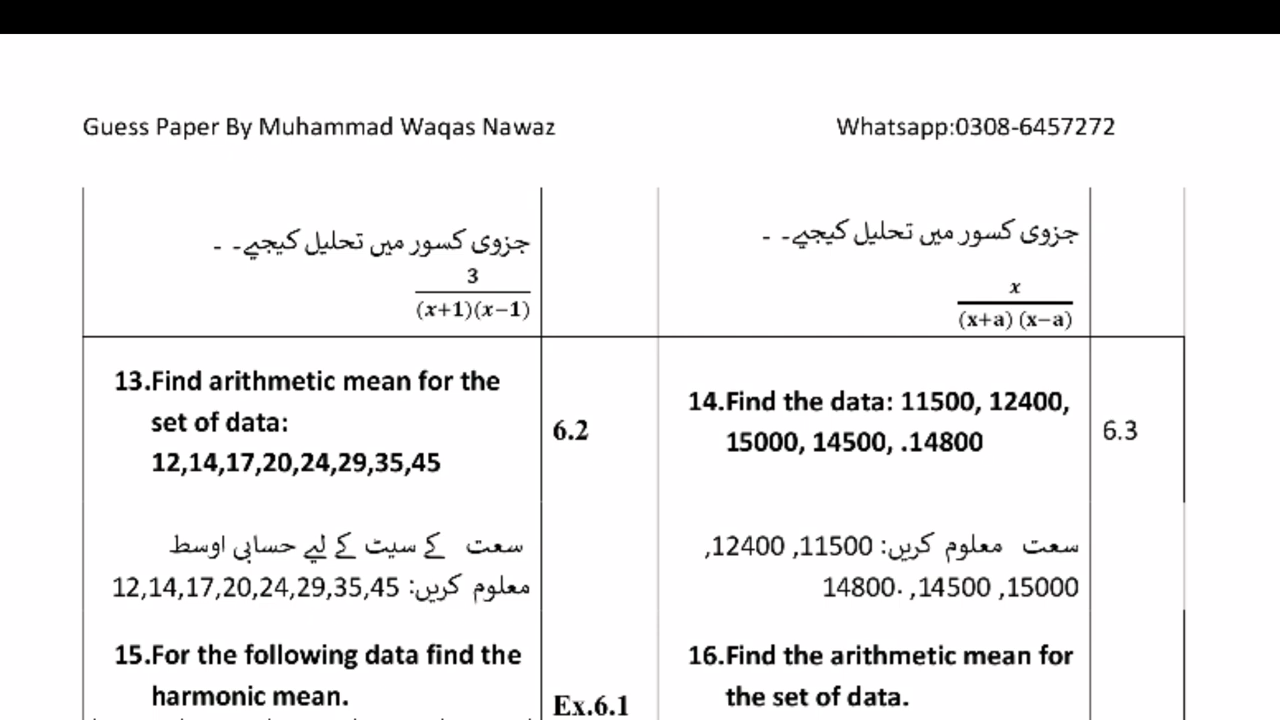 Guess Paper By Muhammad Waqas Nawaz
Whatsapp:0308-6457272
جزوی کسور میں تحلیل کیجیے۔ ۔
3
(x+1)(x−1)
جزوی کسور میں تحلیل کیجیے۔ ۔
x
(x+a) (x−a)
13.Find arithmetic mean for the
set of data:
12,14,17,20,24,29,35,45
سعت کے سیٹ کے لیے حسابی اوسط
معلوم کریں: 12,14,17,20,24,29,35,45
6.2
14.Find the data: 11500, 12400,
15000, 14500, .14800
سعت معلوم کریں: 11500, 12400,
15000, 14500, .14800
6.3
15.For the following data find the
harmonic mean.
Ex.6.1
16.Find the arithmetic mean for
the set of data.